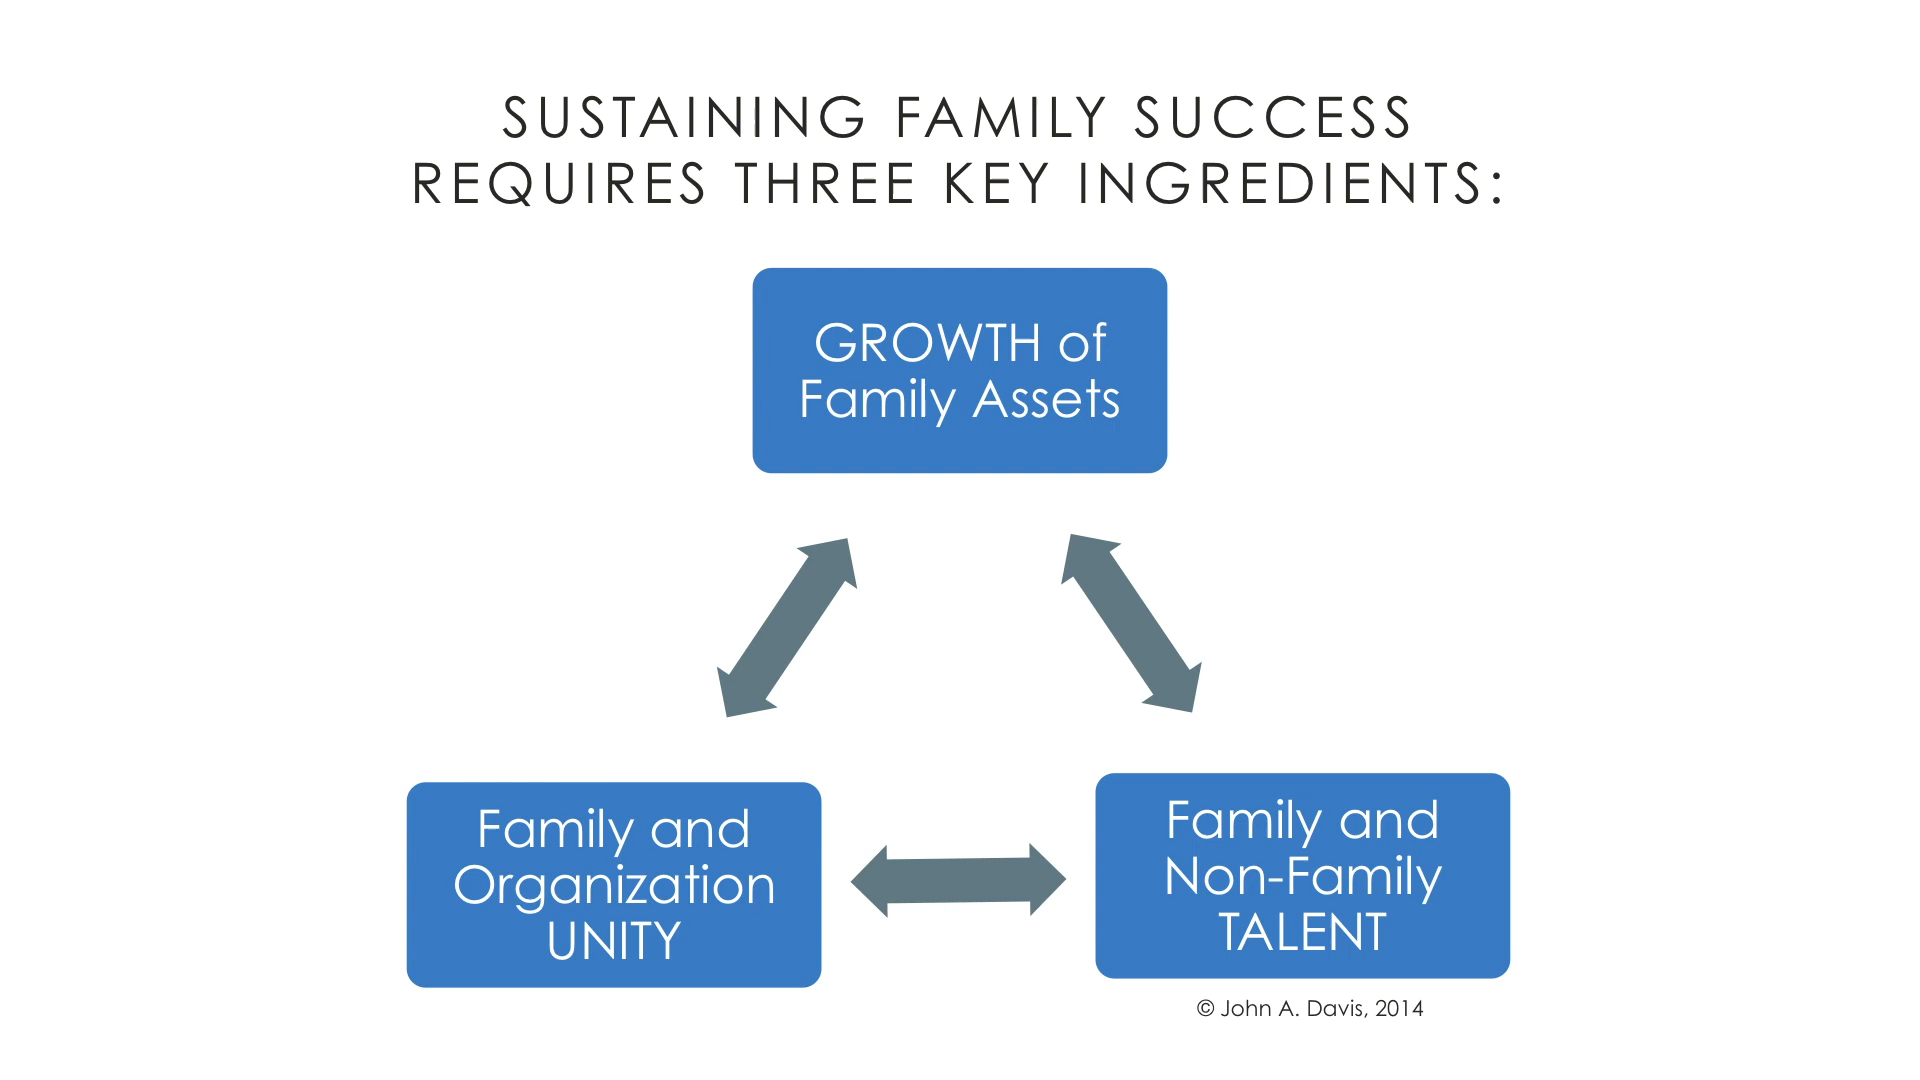 SUSTAINING FAMILY SUCCESS
REQUIRES THREE KEY INGREDIENTS:
GROWTH of
Family Assets
Family and
Organization
UNITY
Family and
Non-Family
TALENT
© John A. Davis, 2014